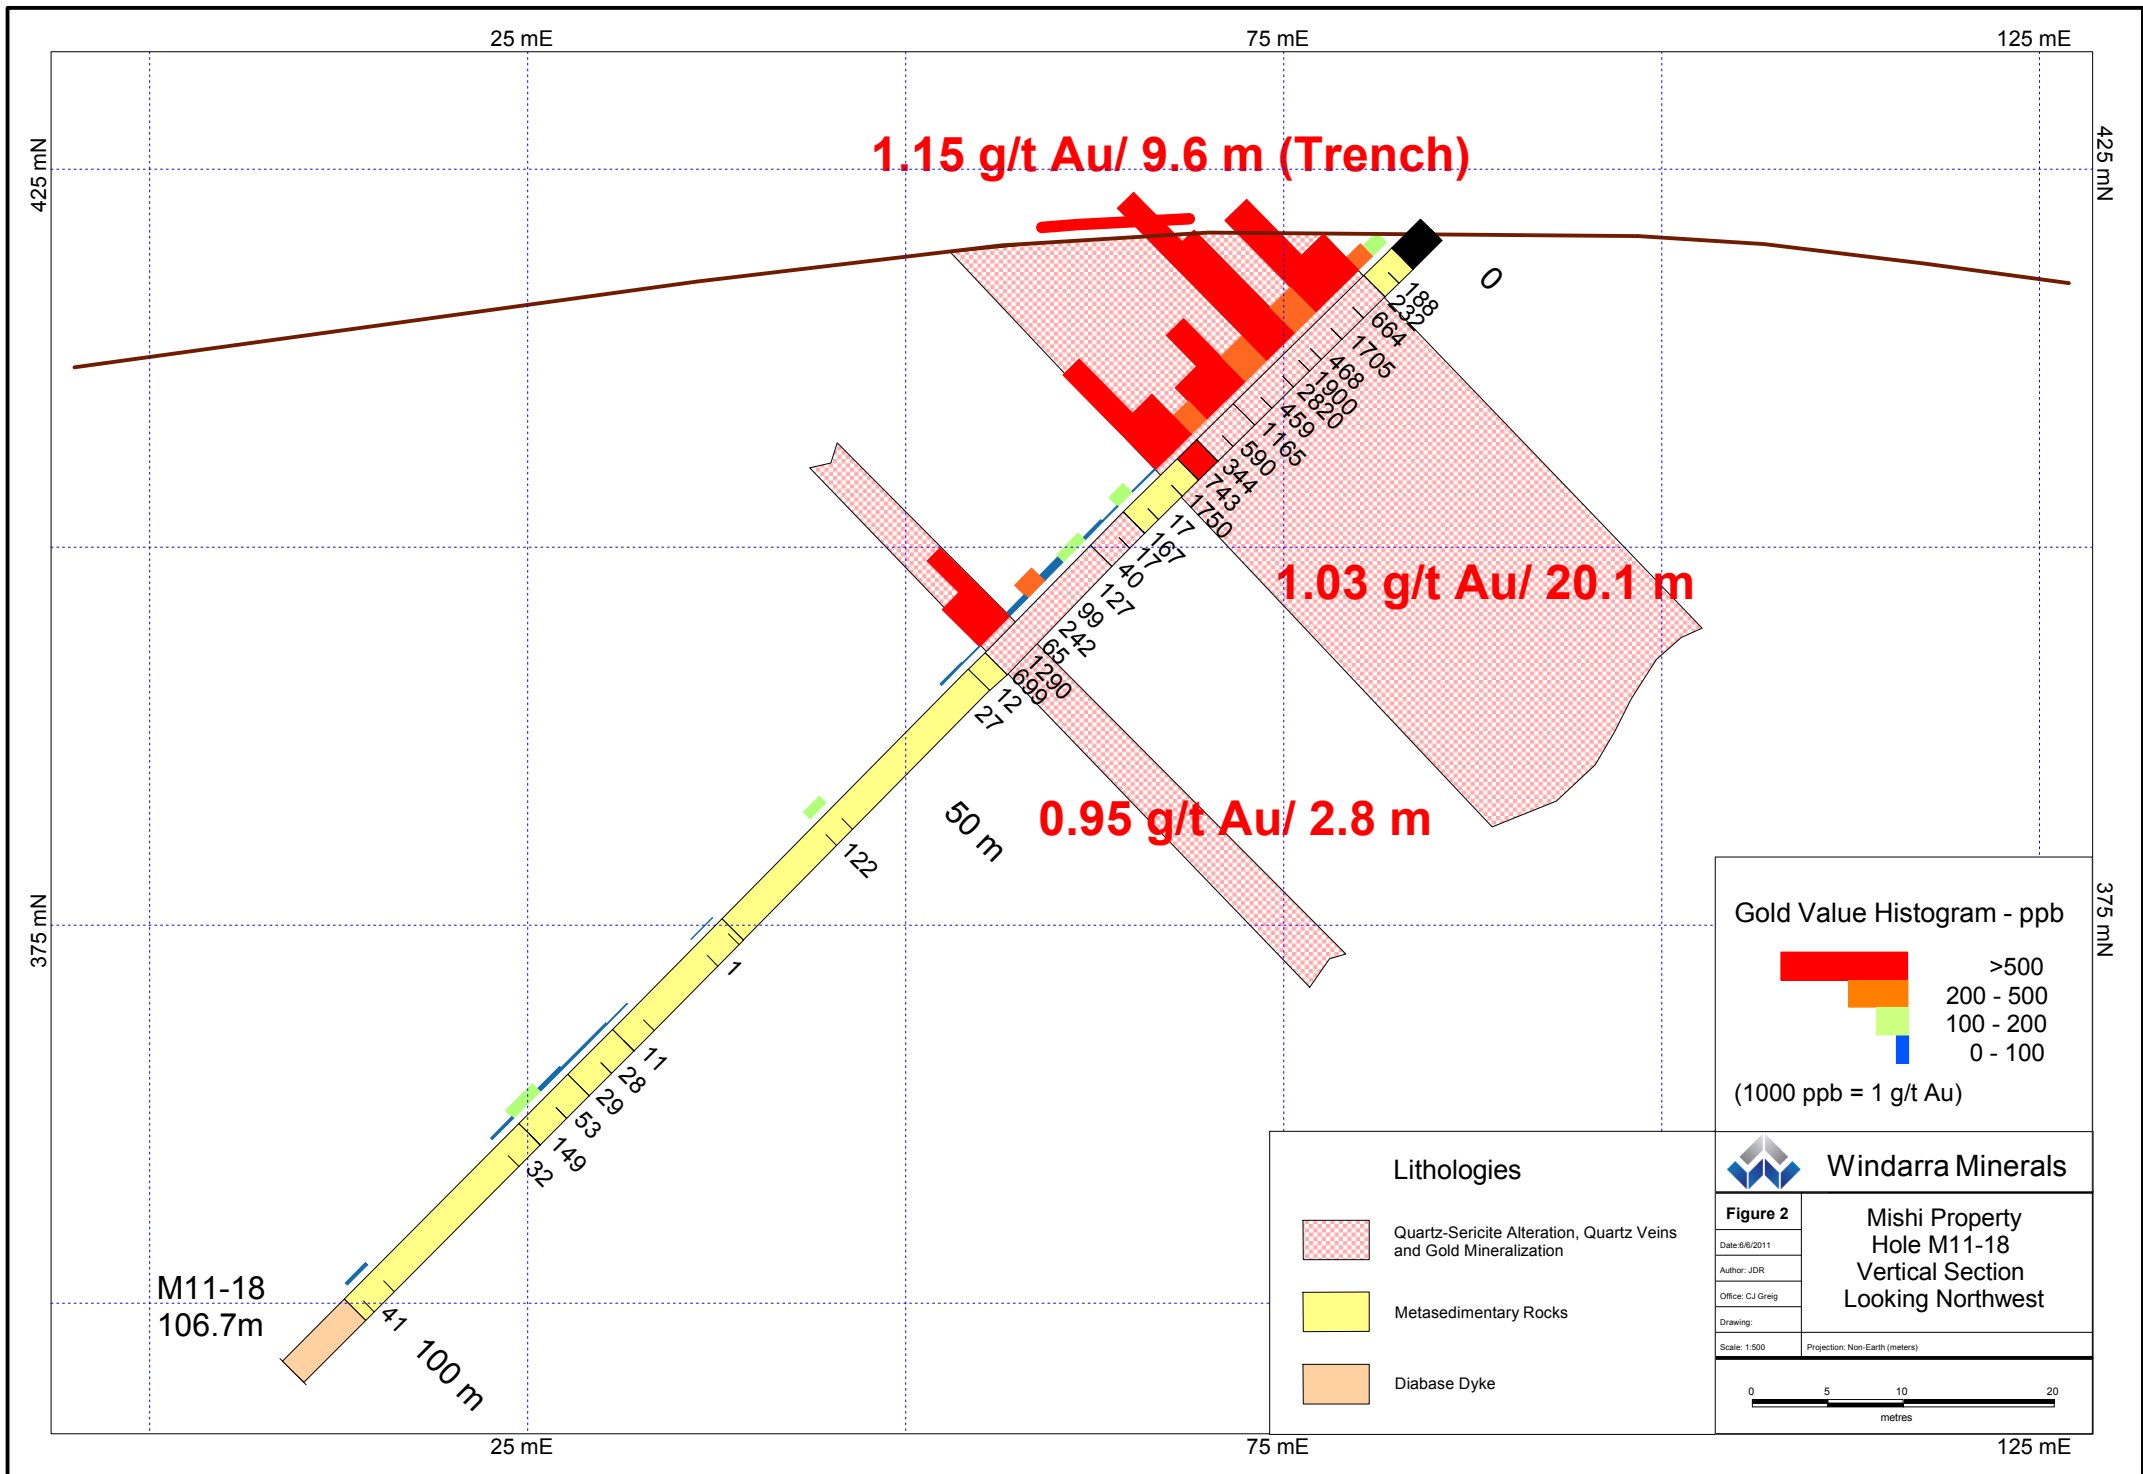 25 mE
75 mE
125 mE
425 mN
425 mN
1.15 g/t Au/ 9.6 m (Trench)
0
188
232
664
1705
468
1900
2820
459
1165
590
344
743
1750
17
167
17
40
127
99
242
65
1290
699
12
27
1.03 g/t Au/ 20.1 m
0.95 g/t Au/ 2.8 m
50 m
122
375 mN
375 mN
1
11
28
29
53
149
32
41
100 m
M11-18
106.7m
Gold Value Histogram - ppb
>500
200 - 500
100 - 200
0 - 100
(1000 ppb = 1 g/t Au)
Lithologies
Quartz-Sericite Alteration, Quartz Veins
and Gold Mineralization
Metasedimentary Rocks
Diabase Dyke
Windarra Minerals
Figure 2
Date:6/6/2011
Author: JDR
Office: CJ Greig
Drawing:
Scale: 1:500
Mishi Property
Hole M11-18
Vertical Section
Looking Northwest
Projection: Non-Earth (meters)
0 5 10 20
metres
25 mE
75 mE
125 mE